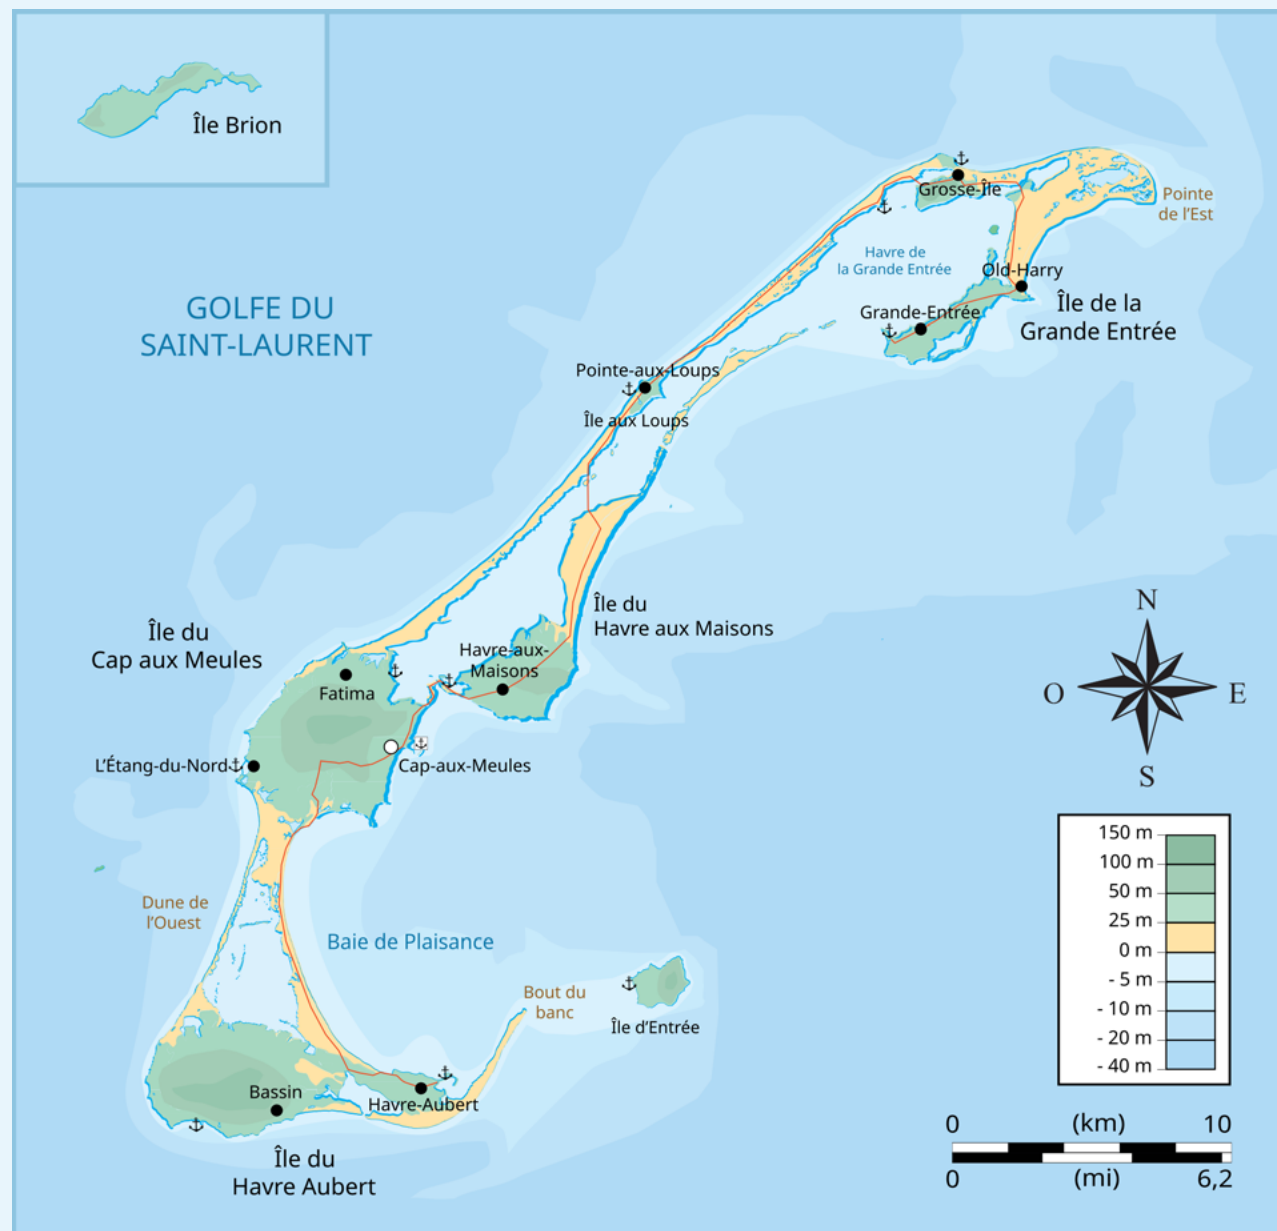 Île Brion
Grosse-Île
Pointe
de l'Est
Havre de
la Grande Entrée
Old-Harry
GOLFE DU
SAINT-LAURENT
Grande-Entrée
Île de la
Grande Entrée
Pointe-aux-Loups
Île aux Loups
Île du
Cap aux Meules
Île du
Havre aux Maisons
Havre-aux-
Maisons
Fatima
L'Étang-du-Nord
Cap-aux-Meules
N
O
E
S
Dune de
l'Ouest
Baie de Plaisance
Bout du
banc
Île d'Entrée
Bassin
Havre-Aubert
Île du
Havre Aubert
150 m
100 m
50 m
25 m
0 m
- 5 m
- 10 m
- 20 m
- 40 m
0 (km) 10
0 (mi) 6,2